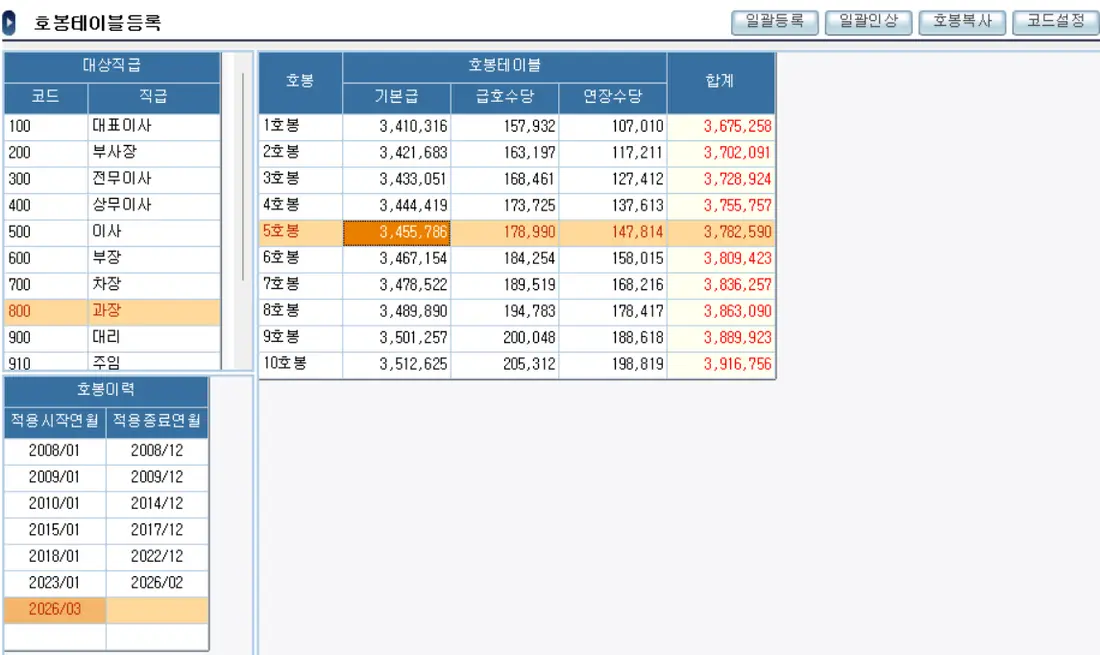 호봉테이블등록
일괄등록 일괄인상 호봉복사 코드설정
대상직급
코드 직급
100 대표이사
200 부사장
300 전무이사
400 상무이사
500 이사
600 부장
700 차장
800 과장
900 대리
910 주임
호봉 호봉테이블 합계
기본급 급호수당 연장수당
1호봉 3,410,316 157,932 107,010 3,675,258
2호봉 3,421,683 163,197 117,211 3,702,091
3호봉 3,433,051 168,461 127,412 3,728,924
4호봉 3,444,419 173,725 137,613 3,755,757
5호봉 3,455,786 178,990 147,814 3,782,590
6호봉 3,467,154 184,254 158,015 3,809,423
7호봉 3,478,522 189,519 168,216 3,836,257
8호봉 3,489,890 194,783 178,417 3,863,090
9호봉 3,501,257 200,048 188,618 3,889,923
10호봉 3,512,625 205,312 198,819 3,916,756
호봉이력
적용시작연월 적용종료연월
2008/01 2008/12
2009/01 2009/12
2010/01 2014/12
2015/01 2017/12
2018/01 2022/12
2023/01 2026/02
2026/03